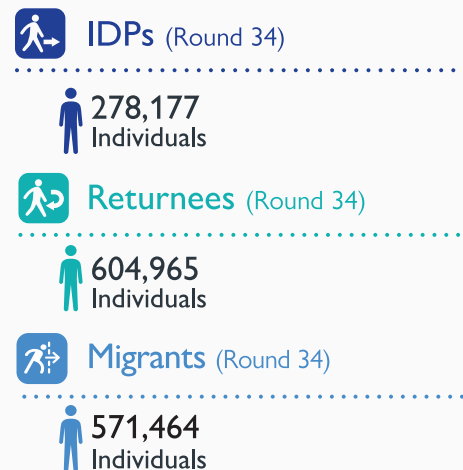 IDPs (Round 34)
278,177
Individuals
Returnees (Round 34)
604,965
Individuals
Migrants (Round 34)
571,464
Individuals